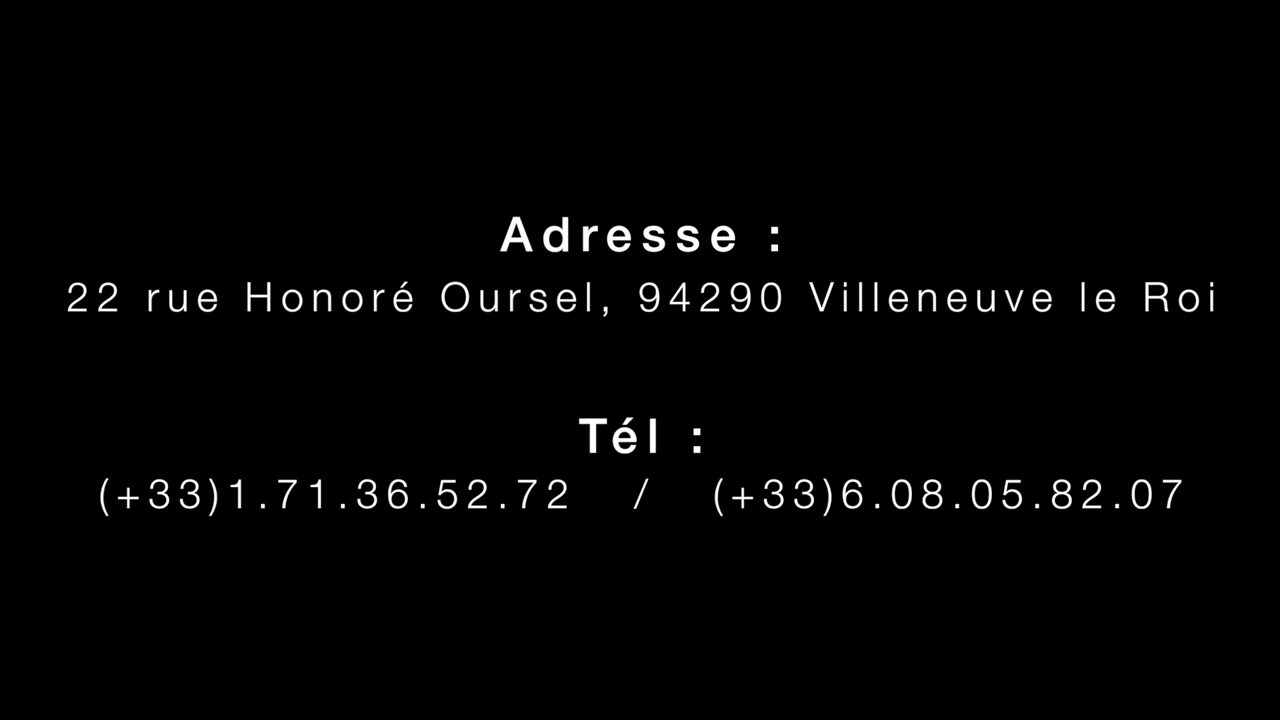 Adresse :
22 rue Honoré Oursel, 94290 Villeneuve le Roi
Tél :
(+33)1.71.36.52.72 / (+33)6.08.05.82.07